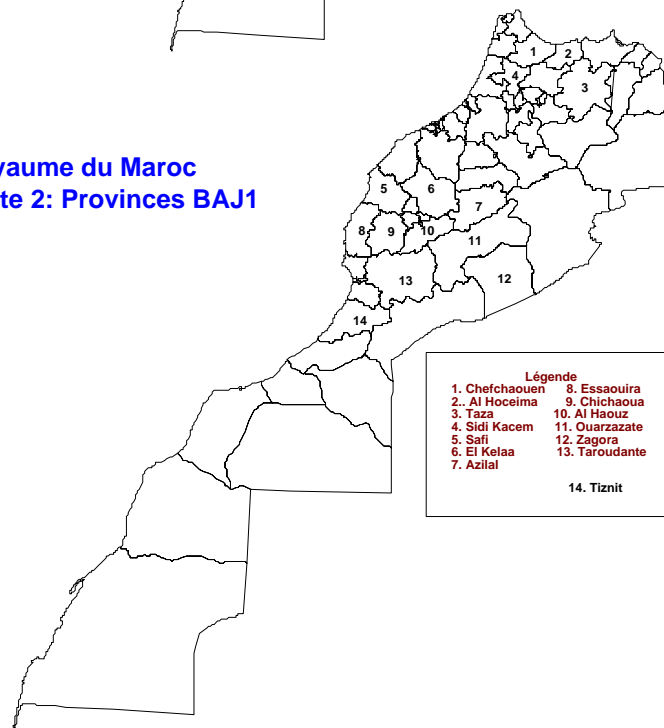 yaume du Maroc
te 2: Provinces BAJ1
1
2
3
4
5
6
7
8
9
10
11
12
13
14
Légende
1. Chefchaouen 8. Essaouira
2.. Al Hoceima 9. Chichaoua
3. Taza 10. Al Haouz
4. Sidi Kacem 11. Ouarzazate
5. Safi 12. Zagora
6. El Kelaa 13. Taroudante
7. Azilal
14. Tiznit